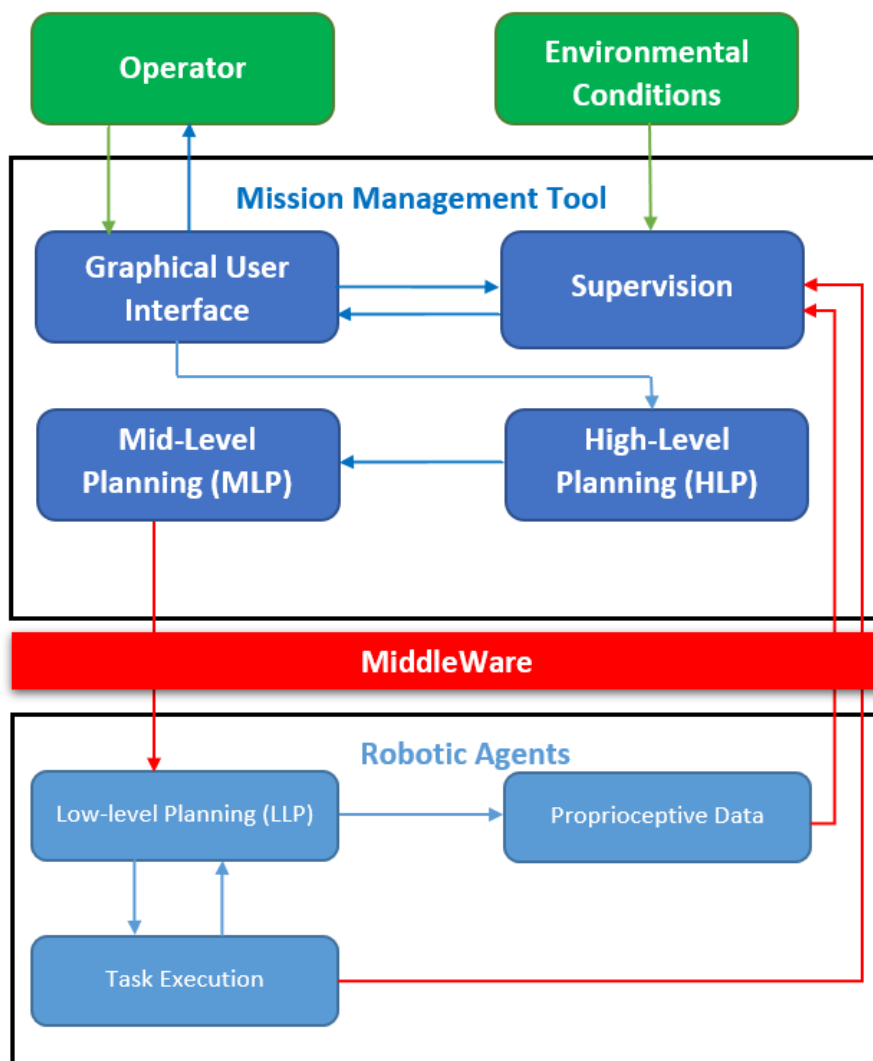 Operator
Environmental
Conditions
Mission Management Tool
Graphical User
Interface
Supervision
Mid-Level
Planning (MLP)
High-Level
Planning (HLP)
MiddleWare
Robotic Agents
Low-level Planning (LLP)
Proprioceptive Data
Task Execution